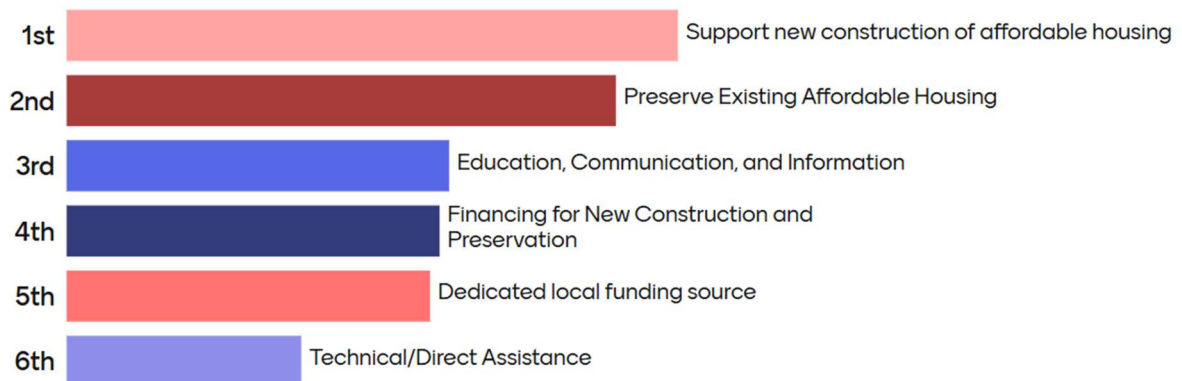 1st Support new construction of affordable housing
2nd Preserve Existing Affordable Housing
3rd Education, Communication, and Information
4th Financing for New Construction and
Preservation
5th Dedicated local funding source
6th Technical/Direct Assistance